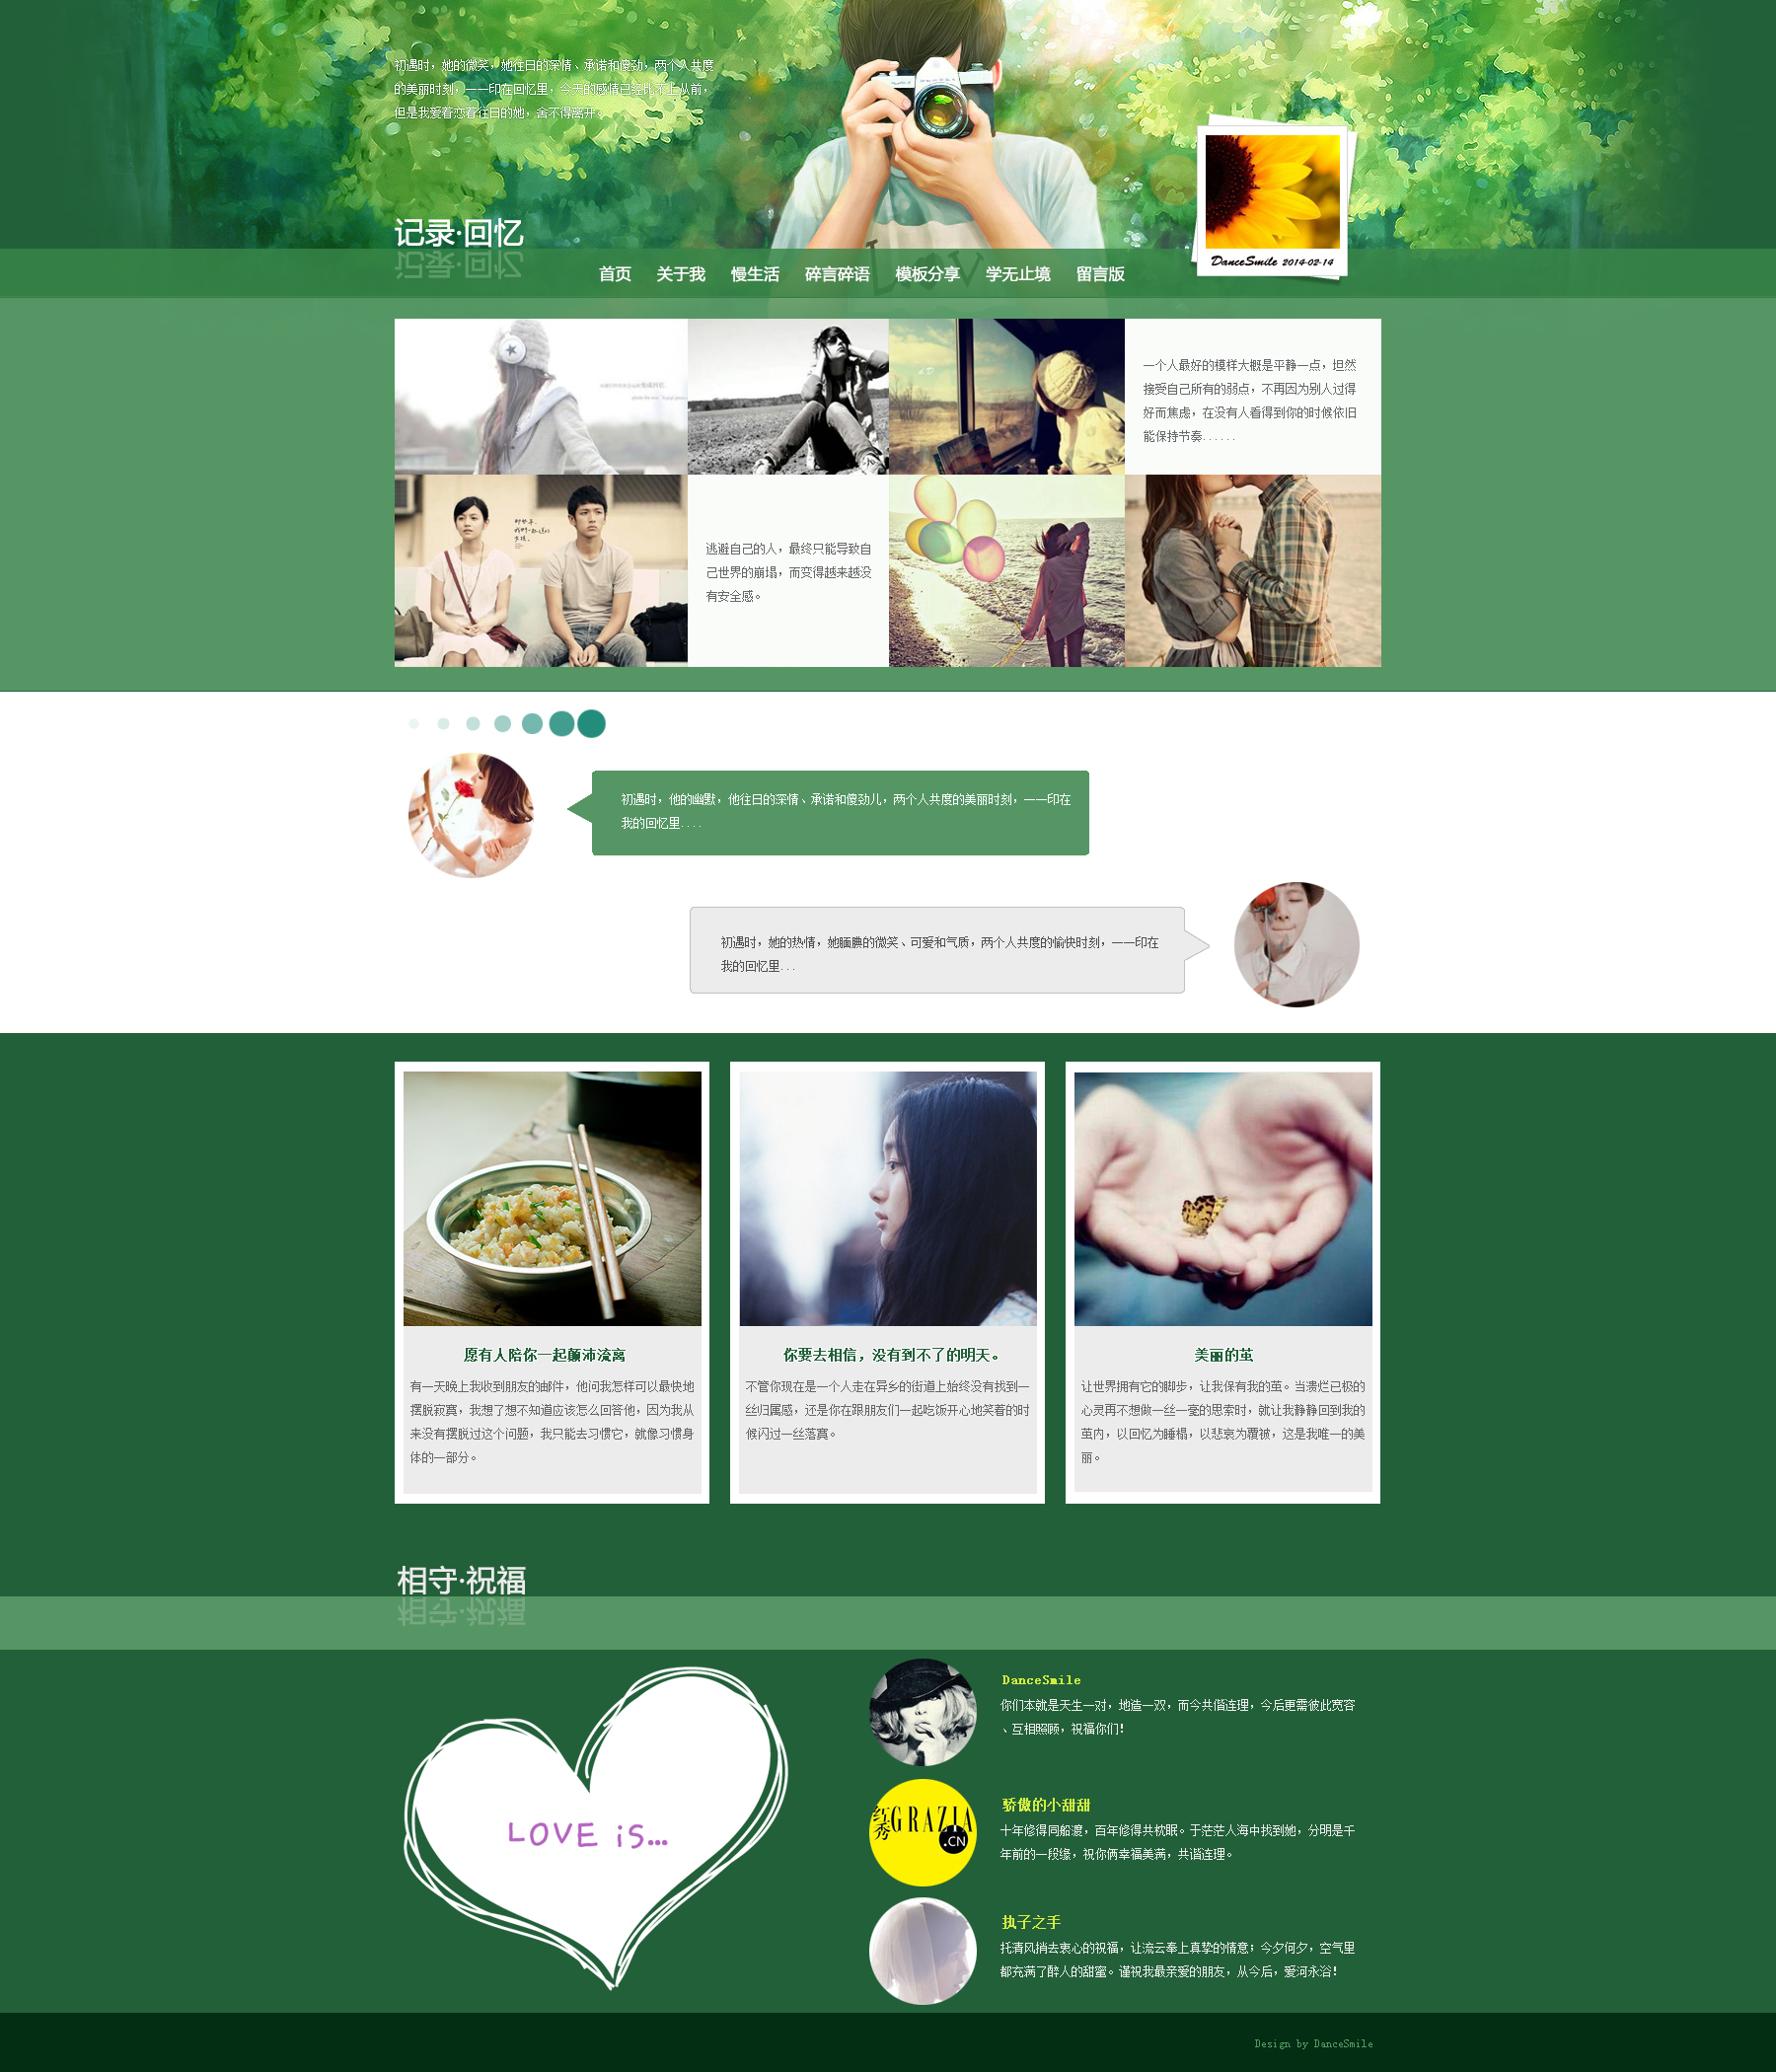 初遇时，她的微笑，她往日的深情、承诺和傻劲，两个人共度
的美丽时刻，一一印在回忆里，今天的感情已经比不上从前，
但是我爱着恋着往日的她，舍不得离开。
记录·回忆
DanceSmile 2014-02-14
首页 关于我 慢生活 碎言碎语 模板分享 学无止境 留言版
一个人最好的模样大概是平静一点，坦然
接受自己所有的弱点，不再因为别人过得
好而焦虑，在没有人看得到你的时候依旧
能保持节奏......
逃避自己的人，最终只能导致自
己世界的崩塌，而变得越来越没
有安全感。
初遇时，他的幽默，他往日的深情、承诺和傻劲儿，两个人共度的美丽时刻，一一印在
我的回忆里....
初遇时，她的热情，她腼腆的微笑、可爱和气质，两个人共度的愉快时刻，一一印在
我的回忆里...
愿有人陪你一起颠沛流离
有一天晚上我收到朋友的邮件，他问我怎样可以最快地
摆脱寂寞，我想了想不知道应该怎么回答他，因为我从
来没有摆脱过这个问题，我只能去习惯它，就像习惯身
体的一部分。
你要去相信，没有到不了的明天。
不管你现在是一个人走在异乡的街道上始终没有找到一
丝归属感，还是你在跟朋友们一起吃饭开心地笑着的时
候闪过一丝落寞。
美丽的茧
让世界拥有它的脚步，让我保有我的茧。当溃烂已极的
心灵再不想做一丝一毫的思索时，就让我静静回到我的
茧内，以回忆为睡榻，以悲哀为覆被，这是我唯一的美
丽。
相守·祝福
LOVE iS...
DanceSmile
你们本就是天生一对，地造一双，而今共偕连理，今后更需彼此宽容
、互相照顾，祝福你们!
红秀 GRAZIA
.CN
骄傲的小甜甜
十年修得同船渡，百年修得共枕眠。于茫茫人海中找到她，分明是千
年前的一段缘，祝你俩幸福美满，共谐连理。
执子之手
托清风捎去衷心的祝福，让流云奉上真挚的情意；今夕何夕，空气里
都充满了醉人的甜蜜。谨祝我最亲爱的朋友，从今后，爱河永浴!
Design by DanceSmile